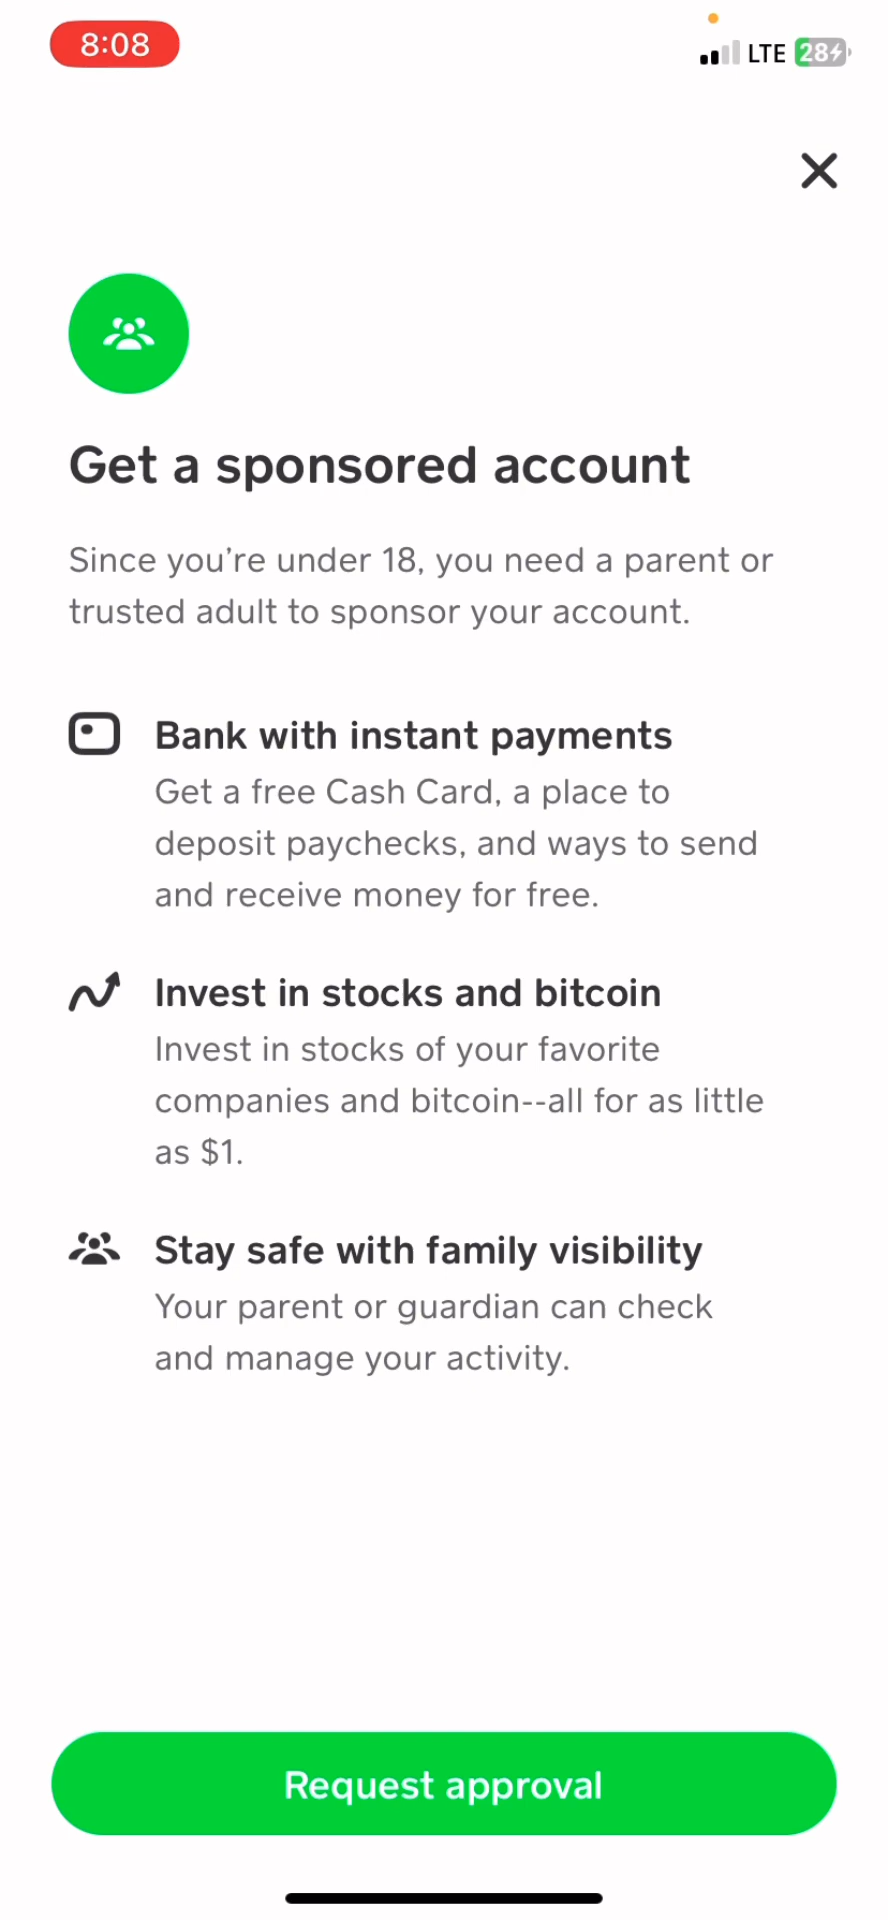 8:08
LTE 28
Get a sponsored account
Since you’re under 18, you need a parent or
trusted adult to sponsor your account.
Bank with instant payments
Get a free Cash Card, a place to
deposit paychecks, and ways to send
and receive money for free.
Invest in stocks and bitcoin
Invest in stocks of your favorite
companies and bitcoin--all for as little
as $1.
Stay safe with family visibility
Your parent or guardian can check
and manage your activity.
Request approval